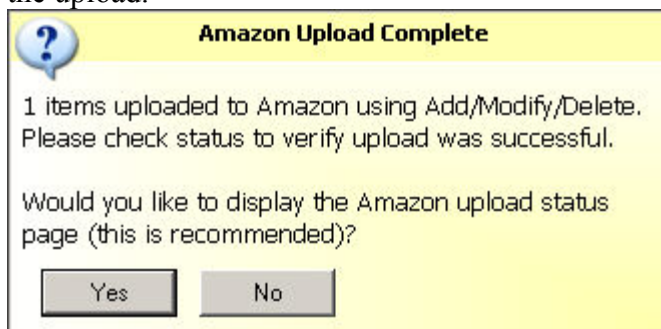 the upload.
Amazon Upload Complete
1 items uploaded to Amazon using Add/Modify/Delete.
Please check status to verify upload was successful.
Would you like to display the Amazon upload status
page (this is recommended)?
Yes No